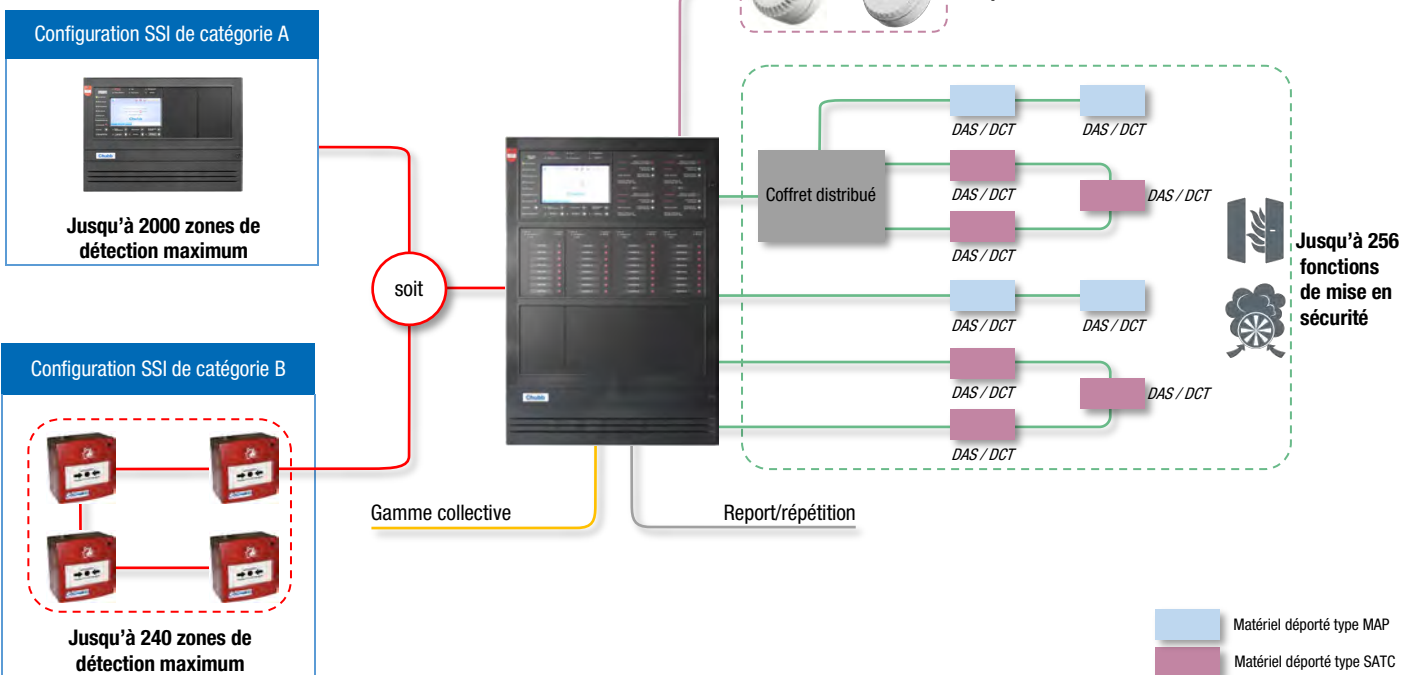 Configuration SSI de catégorie A
Chubb
Jusqu'à 2000 zones de
détection maximum
soit
Configuration SSI de catégorie B
Jusqu'à 240 zones de
détection maximum
Chubb
Gamme collective
Report/répétition
Coffret distribué
DAS / DCT
DAS / DCT
DAS / DCT
DAS / DCT
DAS / DCT
DAS / DCT
DAS / DCT
DAS / DCT
DAS / DCT
DAS / DCT
Jusqu'à 256
fonctions
de mise en
sécurité
Matériel déporté type MAP
Matériel déporté type SATC